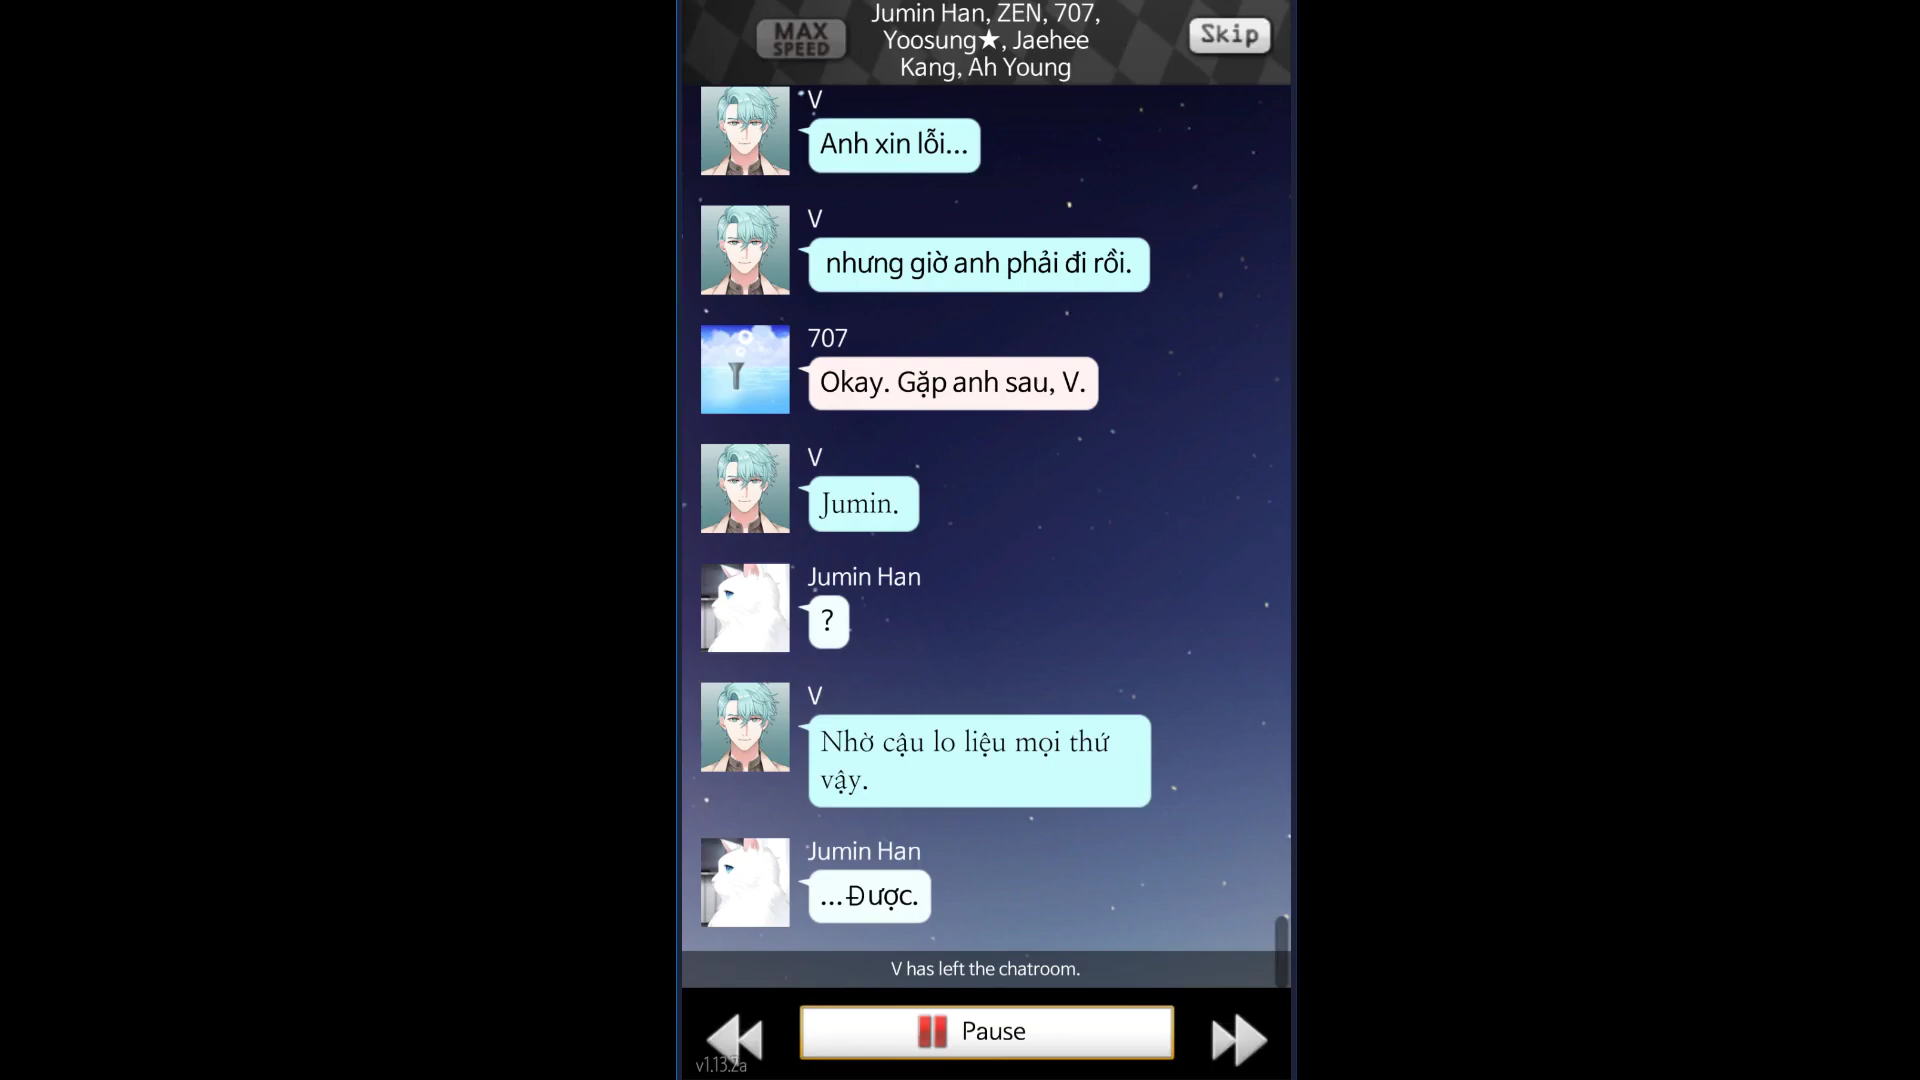 MAX
SPEED
Jumin Han, ZEN, 707,
Yoosung★, Jaehee
Kang, Ah Young
Skip
V
Anh xin lỗi...
V
nhưng giờ anh phải đi rồi.
707
Okay. Gặp anh sau, V.
V
Jumin.
Jumin Han
?
V
Nhờ cậu lo liệu mọi thứ
vậy.
Jumin Han
...Được.
V has left the chatroom.
Pause
v1.13.2a